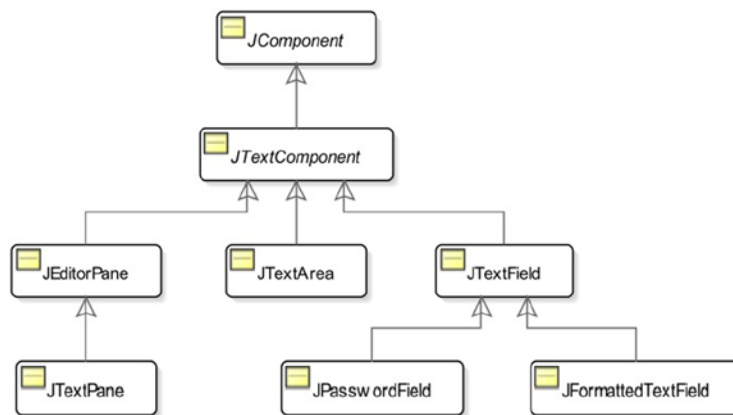 JComponent
JTextComponent
JEditorPane
JTextArea
JTextField
JTextPane
JPasswordField
JFormattedTextField